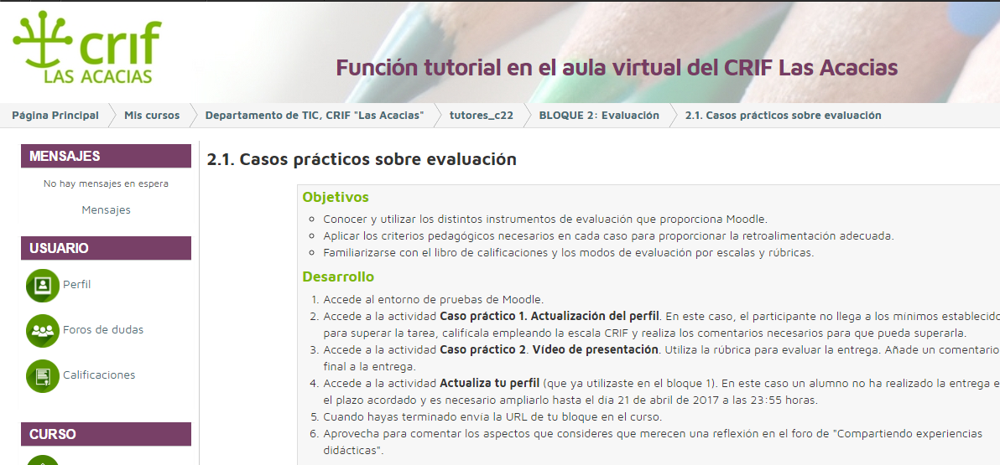 crif
LAS ACACIAS
Función tutorial en el aula virtual del CRIF Las Acacias
Página Principal
Mis cursos
Departamento de TIC, CRIF "Las Acacias"
tutores_c22
BLOQUE 2: Evaluación
2.1. Casos prácticos sobre evaluación
MENSAJES
No hay mensajes en espera
Mensajes
USUARIO
Perfil
Foros de dudas
Calificaciones
CURSO
2.1. Casos prácticos sobre evaluación
Objetivos
Conocer y utilizar los distintos instrumentos de evaluación que proporciona Moodle.
Aplicar los criterios pedagógicos necesarios en cada caso para proporcionar la retroalimentación adecuada.
Familiarizarse con el libro de calificaciones y los modos de evaluación por escalas y rúbricas.
Desarrollo
1. Accede al entorno de pruebas de Moodle.
2. Accede a la actividad Caso práctico 1. Actualización del perfil. En este caso, el participante no llega a los mínimos establecido
para superar la tarea, califícala empleando la escala CRIF y realiza los comentarios necesarios para que pueda superarla.
3. Accede a la actividad Caso práctico 2. Vídeo de presentación. Utiliza la rúbrica para evaluar la entrega. Añade un comentario
final a la entrega.
4. Accede a la actividad Actualiza tu perfil (que ya utilizaste en el bloque 1). En este caso un alumno no ha realizado la entrega e
el plazo acordado y es necesario ampliarlo hasta el día 21 de abril de 2017 a las 23:55 horas.
5. Cuando hayas terminado envía la URL de tu bloque en el curso.
6. Aprovecha para comentar los aspectos que consideres que merecen una reflexión en el foro de "Compartiendo experiencias
didácticas".